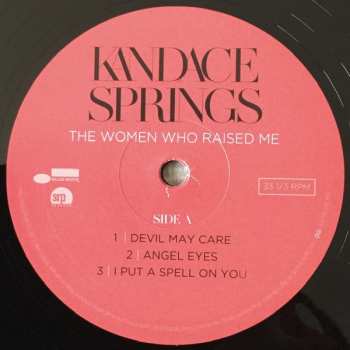 KANDACE
SPRINGS
THE WOMEN WHO RAISED ME
srp
33 1/3 RPM
SIDE A
1 | DEVIL MAY CARE
2 | ANGEL EYES
3 | I PUT A SPELL ON YOU